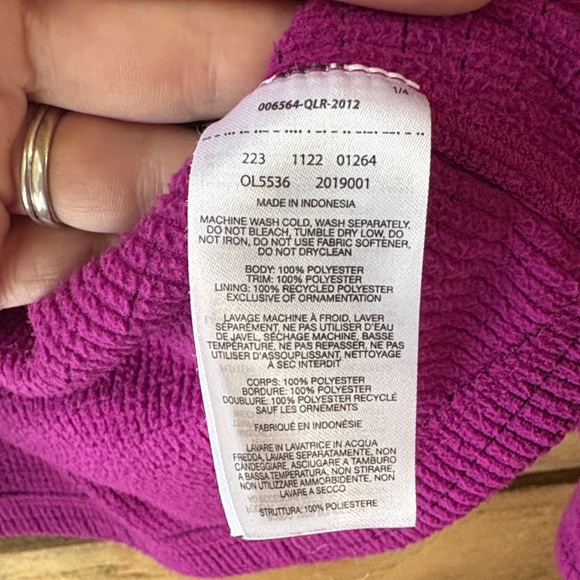 1/4
006564-QLR-2012
223 1122 01264
OL5536 2019001
MADE IN INDONESIA
MACHINE WASH COLD, WASH SEPARATELY,
DO NOT BLEACH, TUMBLE DRY LOW, DO
NOT IRON, DO NOT USE FABRIC SOFTENER,
DO NOT DRYCLEAN
BODY: 100% POLYESTER
TRIM: 100% POLYESTER
LINING: 100% RECYCLED POLYESTER
EXCLUSIVE OF ORNAMENTATION
LAVAGE MACHINE À FROID, LAVER
SÉPARÉMENT, NE PAS UTILISER D'EAU
DE JAVEL, SÉCHAGE MACHINE, BASSE
TEMPÉRATURE, NE PAS REPASSER, NE PAS
UTILISER D'ASSOUPLISSANT, NETTOYAGE
À SEC INTERDIT
CORPS: 100% POLYESTER
BORDURE: 100% POLYESTER
DOUBLURE: 100% POLYESTER RECYCLÉ
SAUF LES ORNEMENTS
FABRIQUÉ EN INDONÉSIE
LAVARE IN LAVATRICE IN ACQUA
FREDDA, LAVARE SEPARATAMENTE, NON
CANDEGGIARE, ASCIUGARE A TAMBURO
A BASSA TEMPERATURA, NON STIRARE,
NON UTILIZZARE AMMORBIDENTE, NON
LAVARE A SECCO
STRUTTURA: 100% POLIESTERE